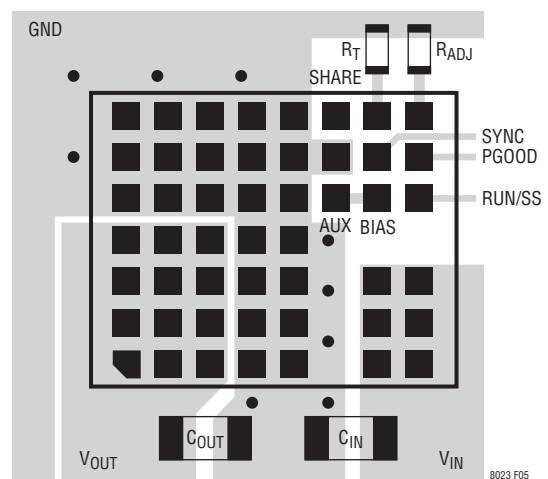 GND
RT
RADJ
SHARE
SYNC
PGOOD
RUN/SS
AUX
BIAS
COUT
CIN
VOUT
VIN
8023 F05